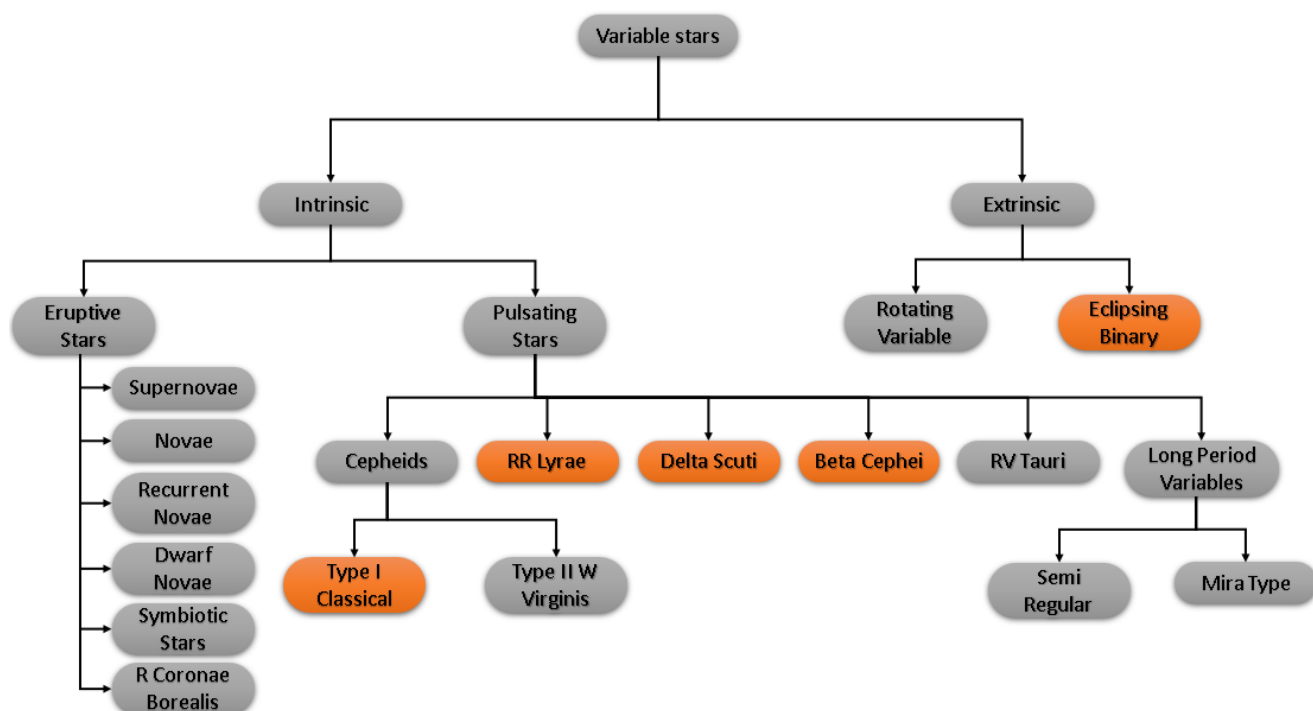 Variable stars
Intrinsic
Extrinsic
Eruptive
Stars
Pulsating
Stars
Rotating
Variable
Eclipsing
Binary
Supernovae
Novae
Recurrent
Novae
Dwarf
Novae
Symbiotic
Stars
R Coronae
Borealis
Cepheids
RR Lyrae
Delta Scuti
Beta Cephei
RV Tauri
Long Period
Variables
Type I
Classical
Type II W
Virginis
Semi
Regular
Mira Type